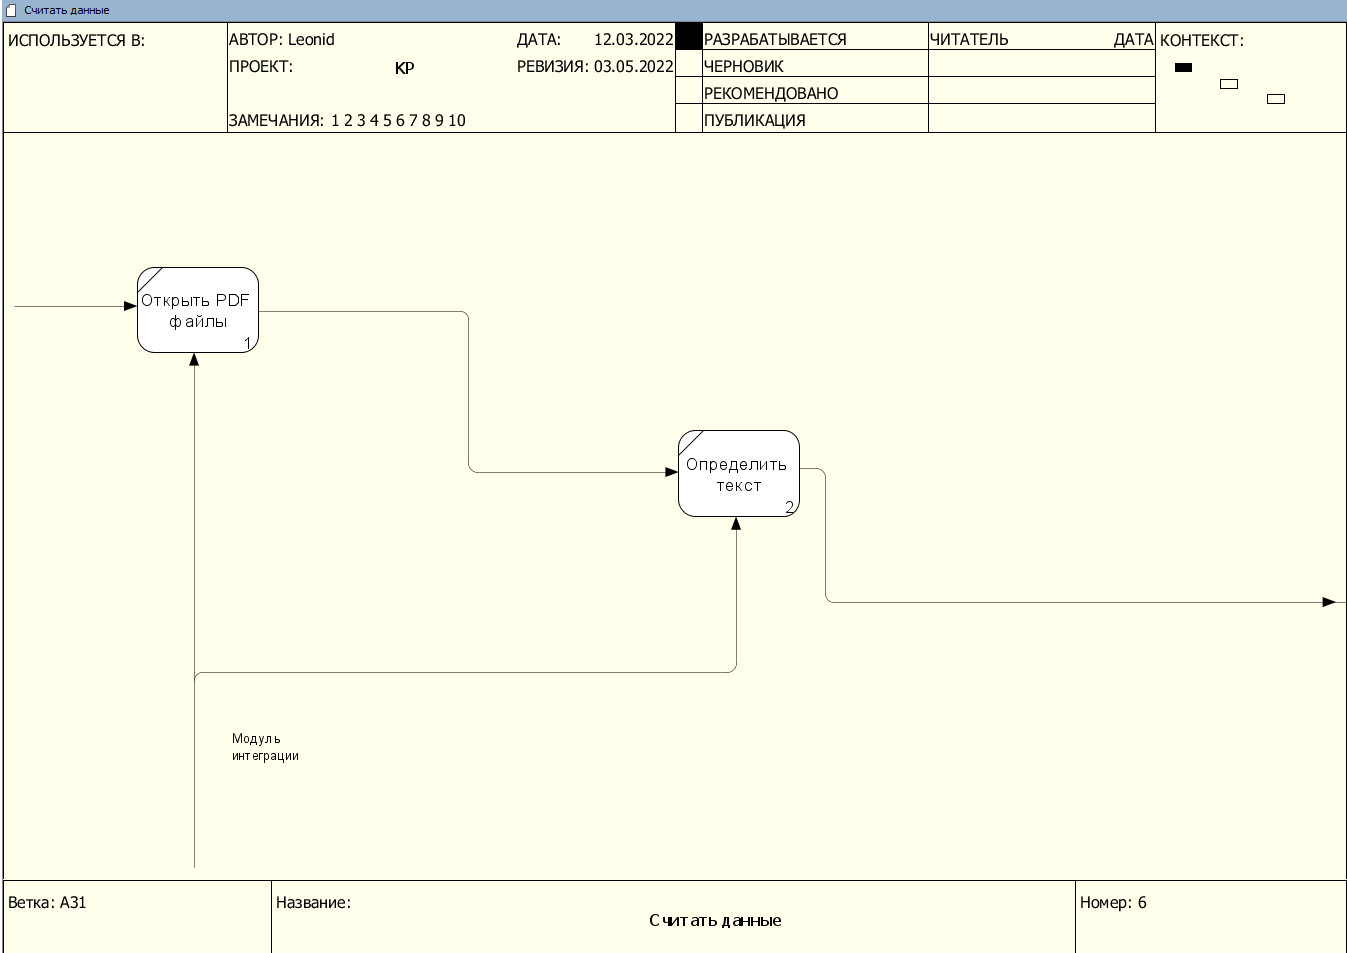 Считать данные
ИСПОЛЬЗУЕТСЯ В:
АВТОР: Leonid
ДАТА: 12.03.2022
РАЗРАБАТЫВАЕТСЯ
ЧИТАТЕЛЬ
ДАТА
КОНТЕКСТ:
ПРОЕКТ: KP
РЕВИЗИЯ: 03.05.2022
ЧЕРНОВИК
РЕКОМЕНДОВАНО
ЗАМЕЧАНИЯ: 1 2 3 4 5 6 7 8 9 10
ПУБЛИКАЦИЯ
Открыть PDF
файлы
1
Определить
текст
2
Модуль
интеграции
Ветка: A31
Название:
Считать данные
Номер: 6